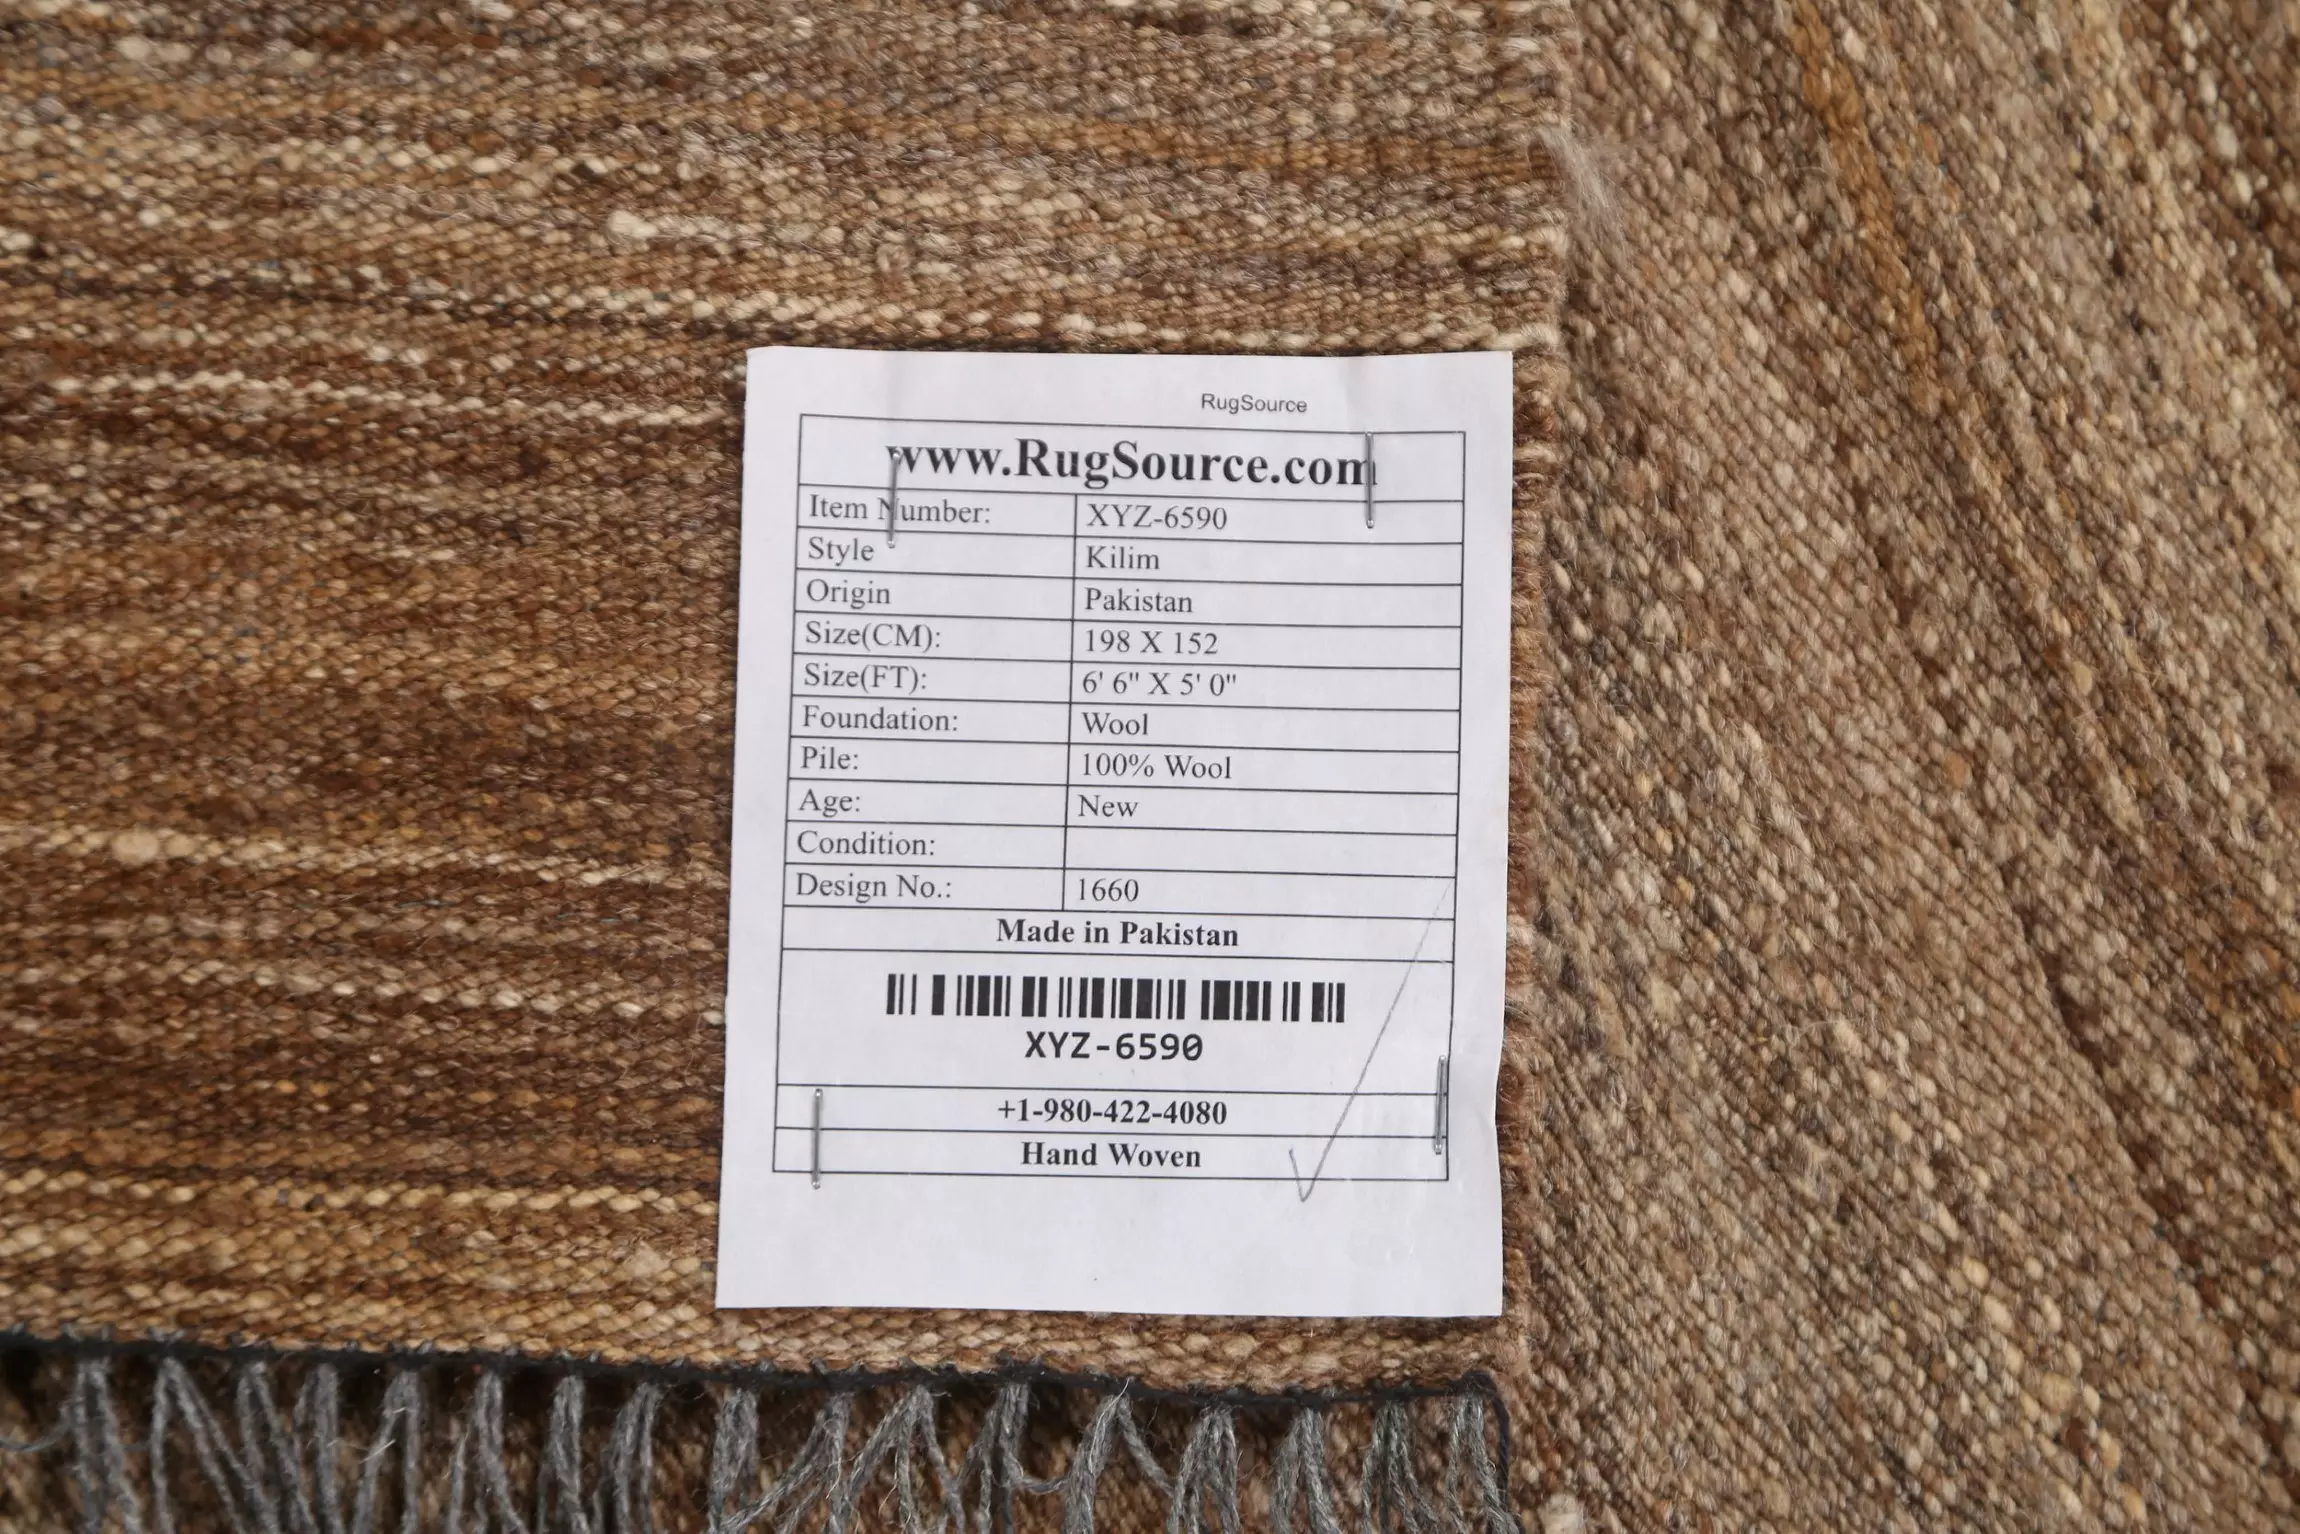 RugSource
www.RugSource.com
Item Number: XYZ-6590
Style Kilim
Origin Pakistan
Size(CM): 198 X 152
Size(FT): 6' 6" X 5' 0"
Foundation: Wool
Pile: 100% Wool
Age: New
Condition:
Design No.: 1660
Made in Pakistan
XYZ-6590
+1-980-422-4080
Hand Woven